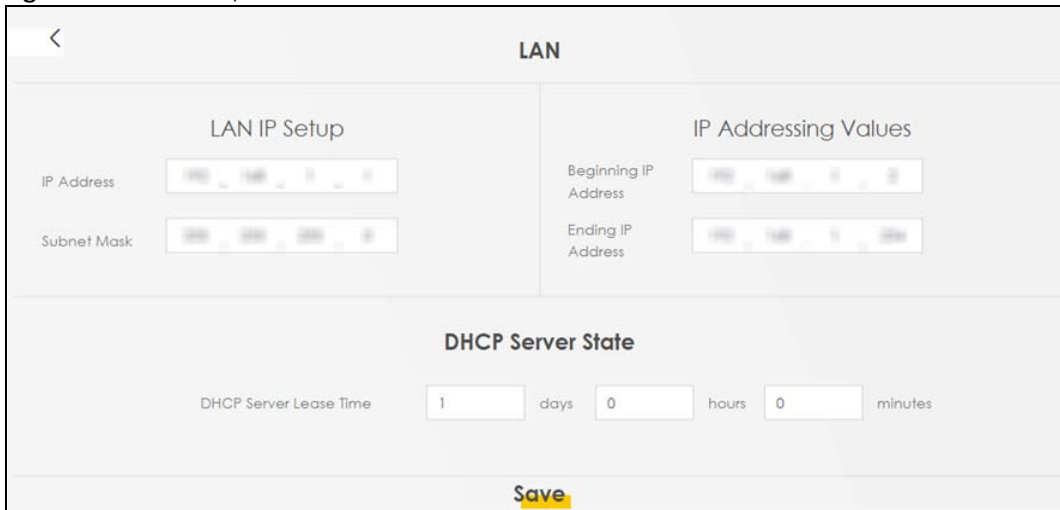 LAN
LAN IP Setup
IP Address
Subnet Mask
IP Addressing Values
Beginning IP
Address
Ending IP
Address
DHCP Server State
DHCP Server Lease Time 1 days 0 hours 0 minutes
Save